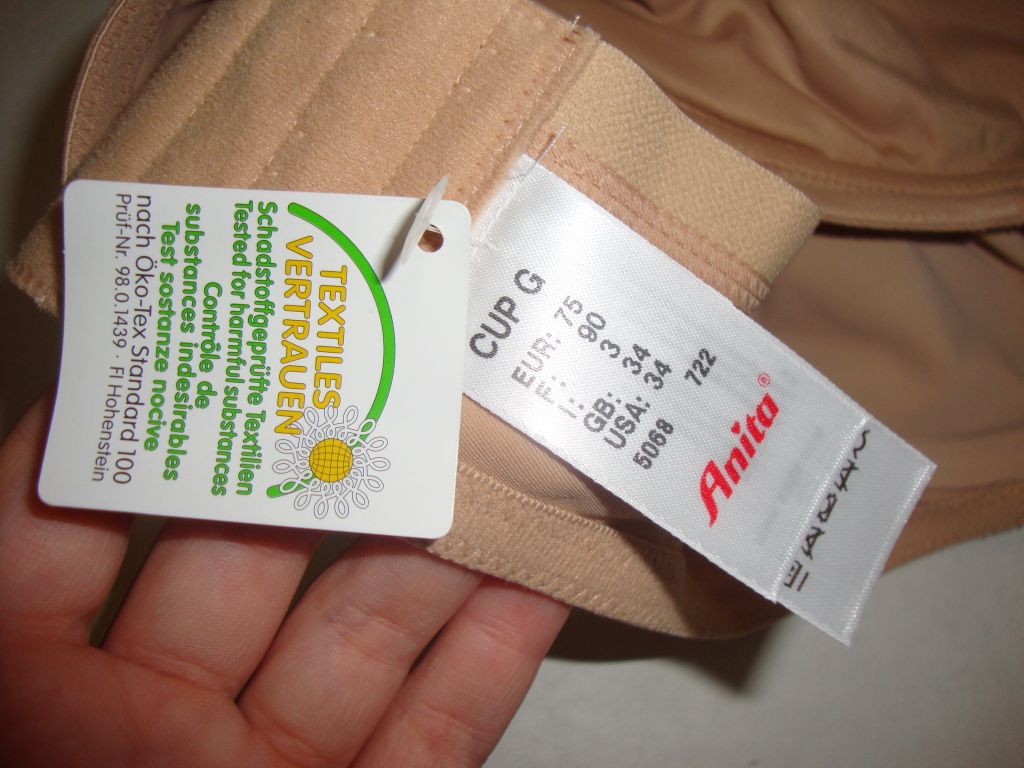 TEXTILES
VERTRAUEN
Schadstoffgeprüfte Textilien
Tested for harmful substances
Contrôle de
substances indesirables
Test sostanze nocive
nach Öko-Tex Standard 100
Prüf-Nr. 98.0.1439 · FI Hohenstein
CUP G
EUR: 75
F: 90
I: 3
GB: 34
USA: 34
5068 722
Anita®